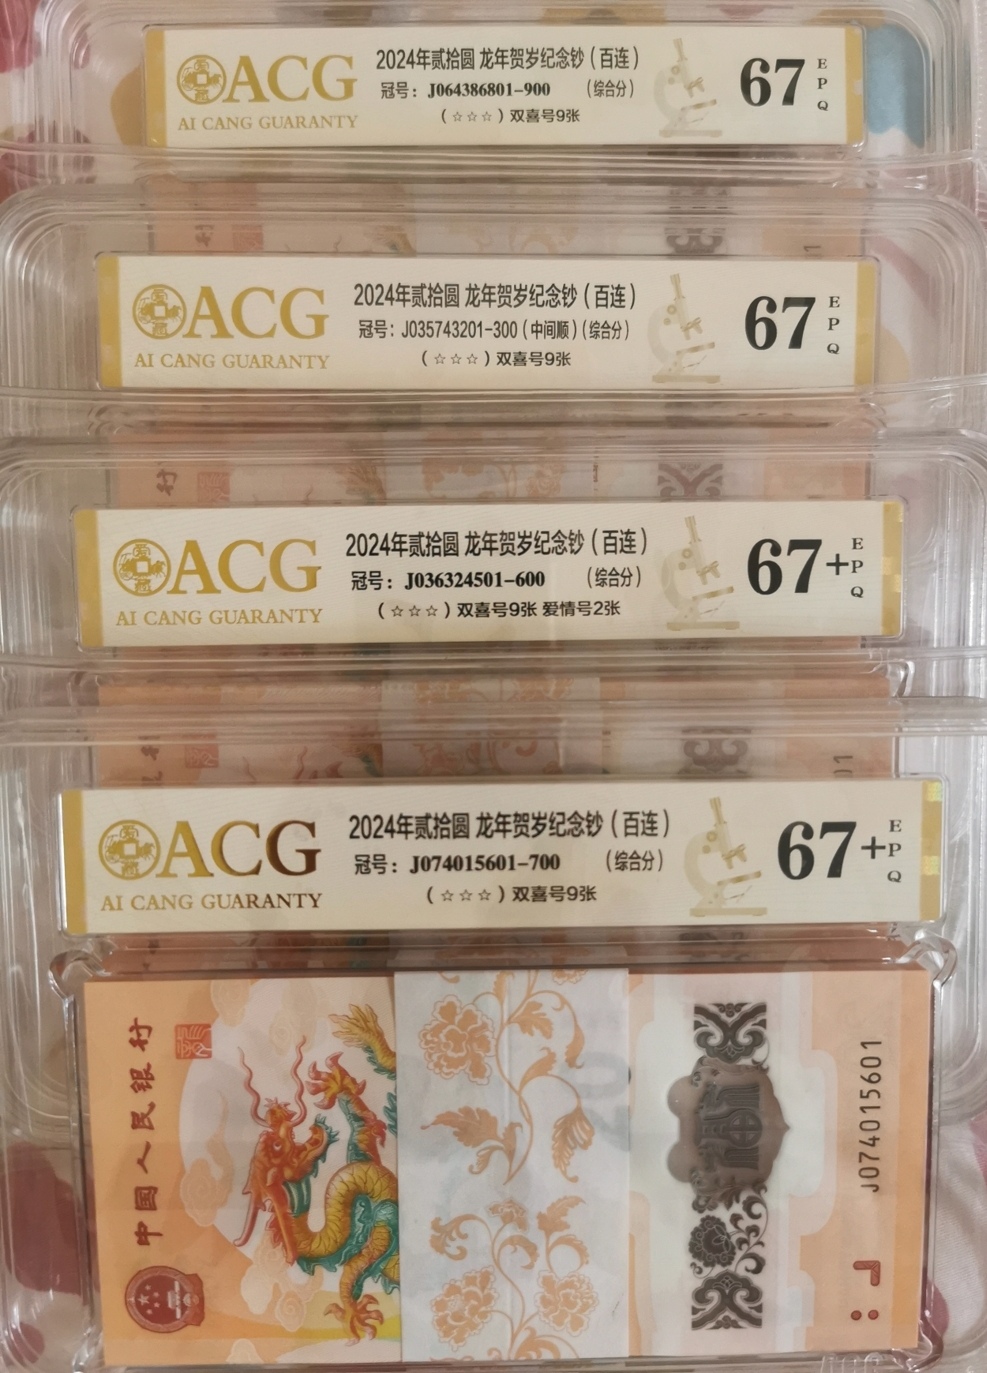 ACG
AI CANG GUARANTY
2024年贰拾圆 龙年贺岁纪念钞（百连）
冠号：J064386801-900 （综合分）
（☆☆☆）双喜号9张
67
EPQ
ACG
AI CANG GUARANTY
2024年贰拾圆 龙年贺岁纪念钞（百连）
冠号：J035743201-300（中间顺）（综合分）
（☆☆☆）双喜号9张
67
EPQ
ACG
AI CANG GUARANTY
2024年贰拾圆 龙年贺岁纪念钞（百连）
冠号：J036324501-600 （综合分）
（☆☆☆）双喜号9张 爱情号2张
67+
EPQ
ACG
AI CANG GUARANTY
2024年贰拾圆 龙年贺岁纪念钞（百连）
冠号：J074015601-700 （综合分）
（☆☆☆）双喜号9张
67+
EPQ
中国人民银行
J074015601